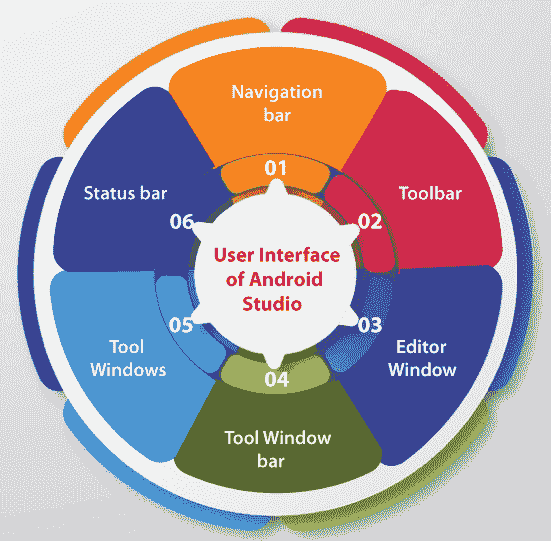 User Interface
of Android
Studio
01
Navigation
bar
02
Toolbar
03
Editor
Window
04
Tool Window
bar
05
Tool
Windows
06
Status bar